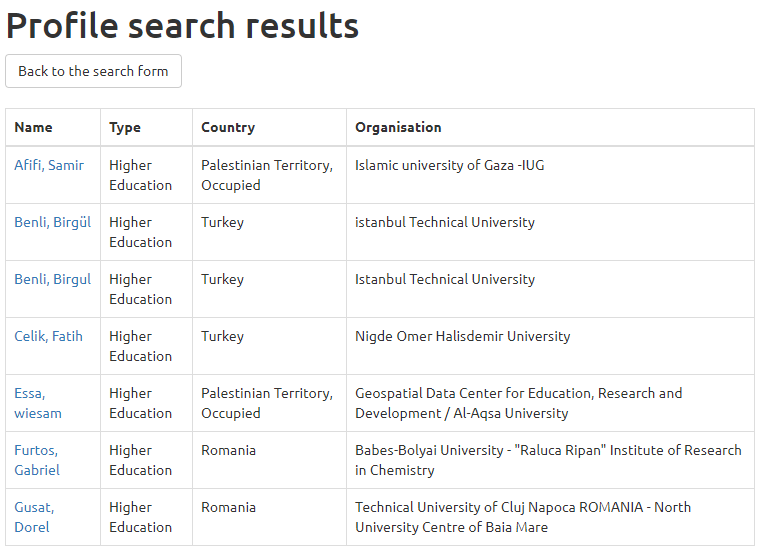 Profile search results
Back to the search form
Name Type Country Organisation
Afifi, Samir Higher Education Palestinian Territory, Occupied Islamic university of Gaza -IUG
Benli, Birgül Higher Education Turkey istanbul Technical University
Benli, Birgul Higher Education Turkey Istanbul Technical University
Celik, Fatih Higher Education Turkey Nigde Omer Halisdemir University
Essa, wiesam Higher Education Palestinian Territory, Occupied Geospatial Data Center for Education, Research and Development / Al-Aqsa University
Furtos, Gabriel Higher Education Romania Babes-Bolyai University - "Raluca Ripan" Institute of Research in Chemistry
Gusat, Dorel Higher Education Romania Technical University of Cluj Napoca ROMANIA - North University Centre of Baia Mare